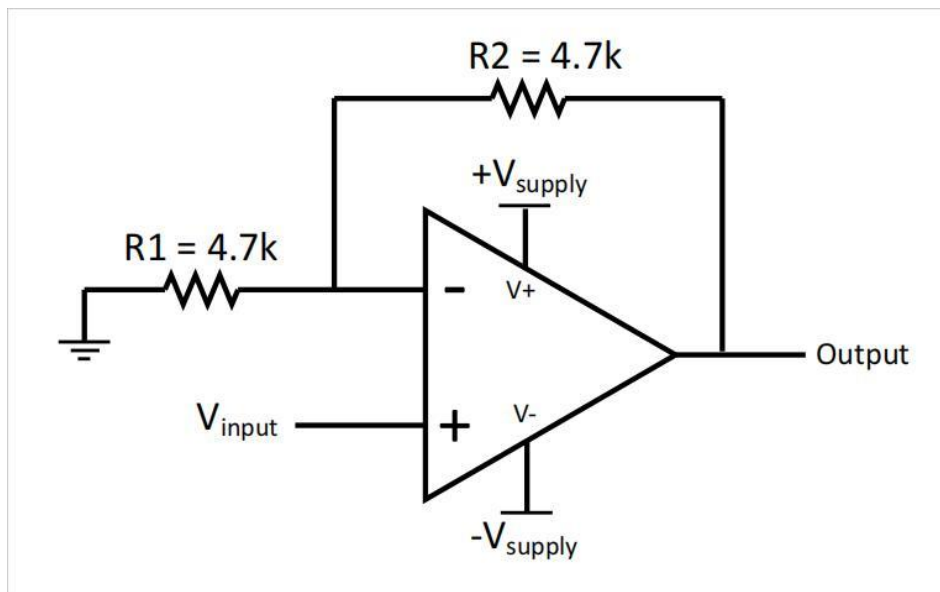 R2 = 4.7k
+Vsupply
R1 = 4.7k
-
V+
Output
V-
Vinput
+
-Vsupply